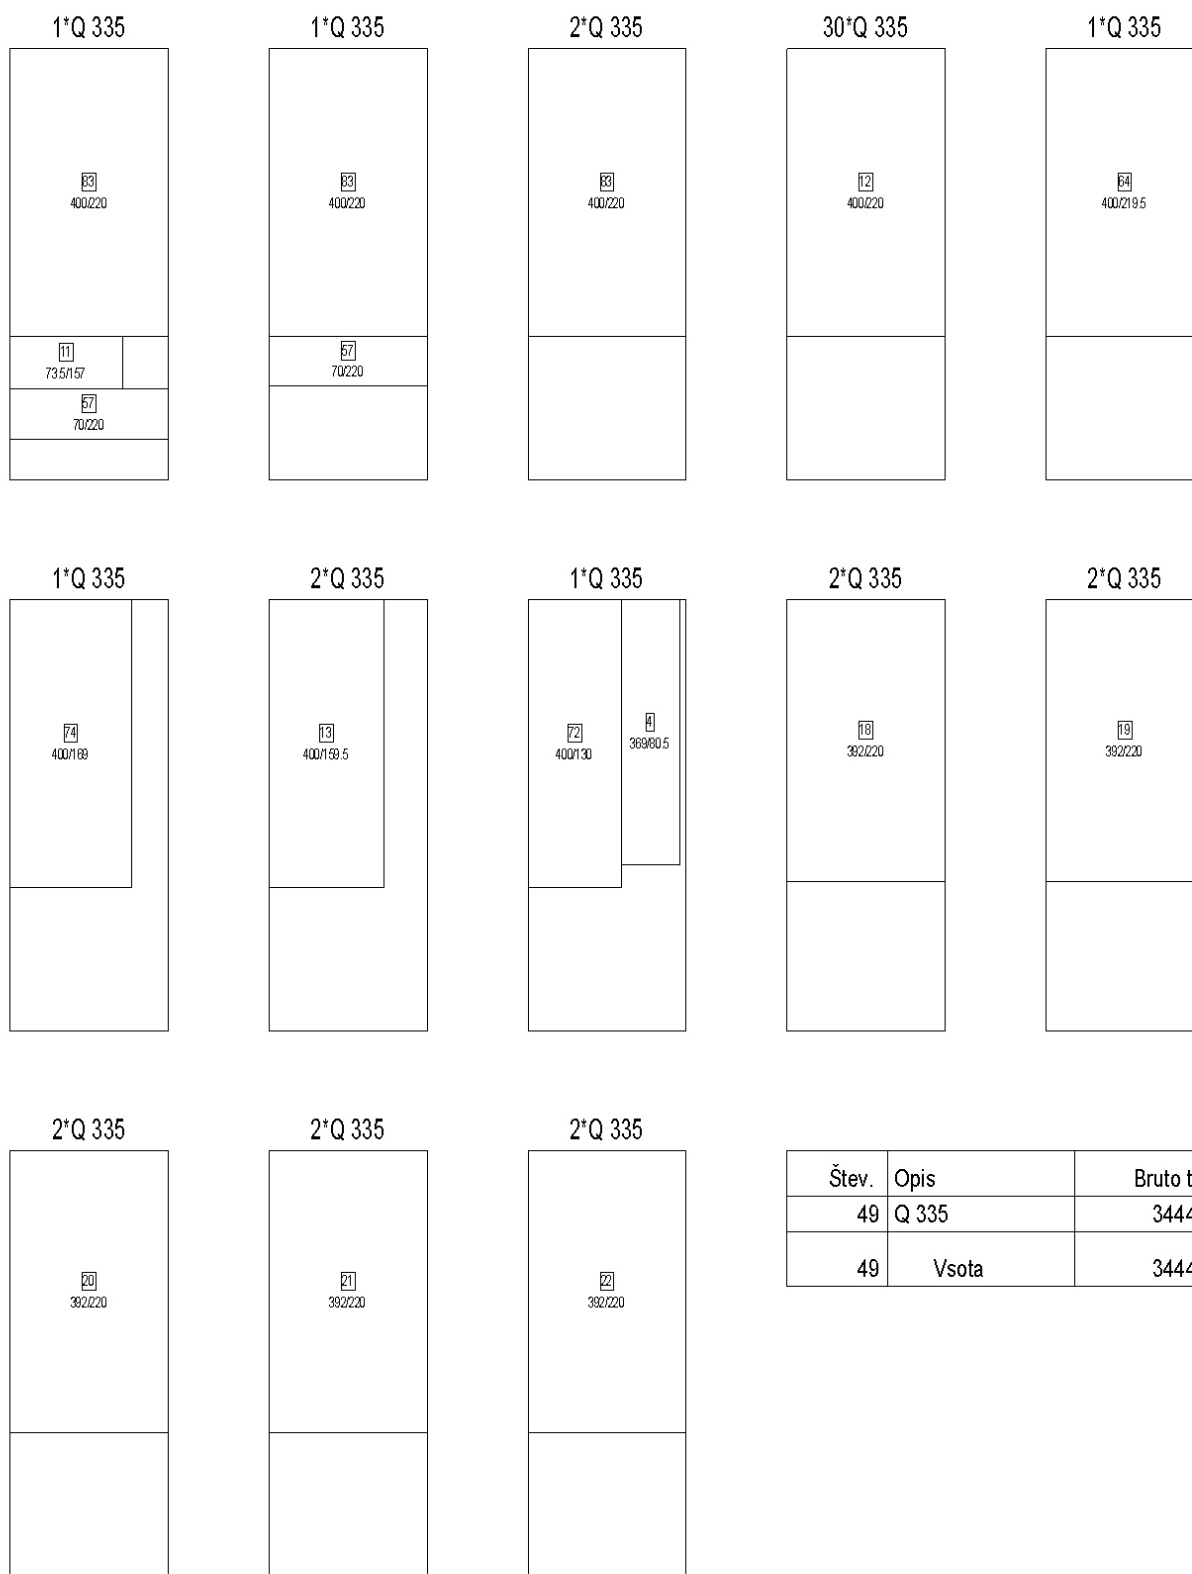 1*Q 335
1*Q 335
2*Q 335
30*Q 335
1*Q 335
83
400/220
83
400/220
83
400/220
12
400/220
64
400/219.5
11
73.5/157
57
70/220
57
70/220
1*Q 335
2*Q 335
1*Q 335
2*Q 335
2*Q 335
74
400/169
13
400/159.5
72
400/130
4
369/80.5
18
392/220
19
392/220
2*Q 335
2*Q 335
2*Q 335
20
392/220
21
392/220
22
392/220
Štev. Opis Bruto t
49 Q 335 3444
49 Vsota 3444